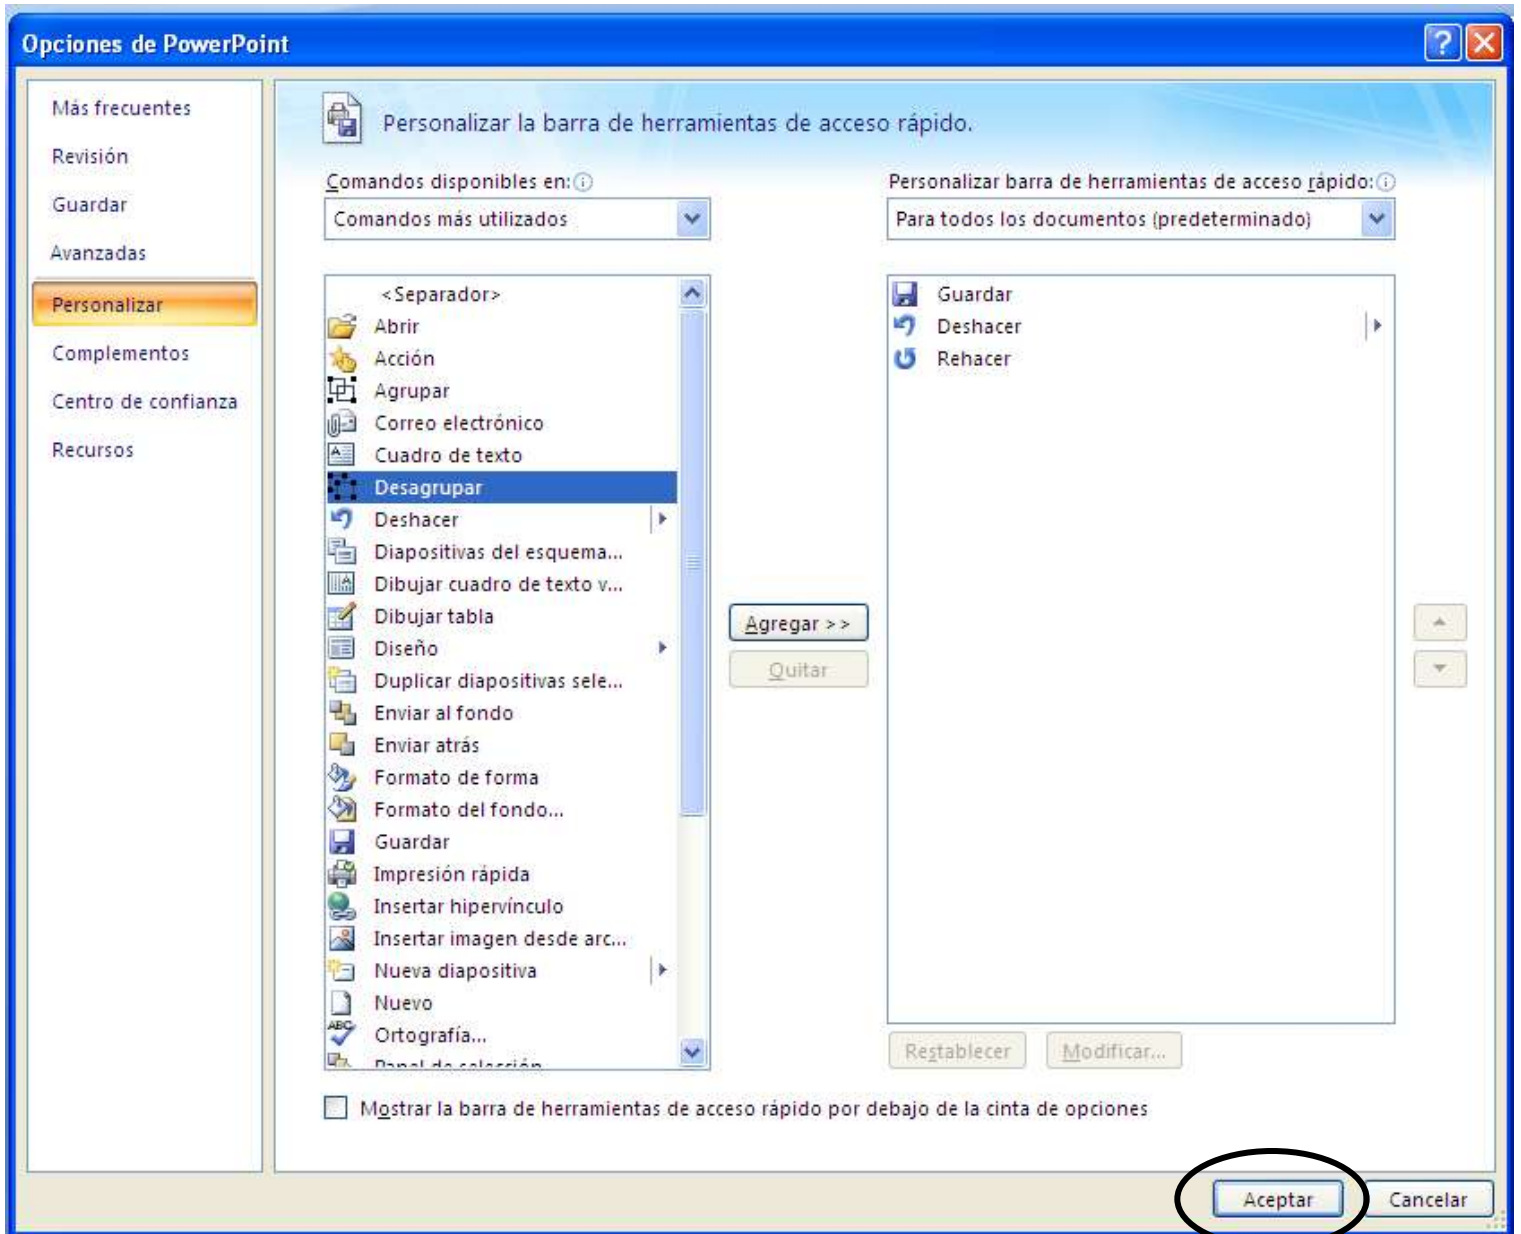 Opciones de PowerPoint
Más frecuentes
Revisión
Guardar
Avanzadas
Personalizar
Complementos
Centro de confianza
Recursos
Personalizar la barra de herramientas de acceso rápido.
Comandos disponibles en:
Comandos más utilizados
<Separador>
Abrir
Acción
Agrupar
Correo electrónico
Cuadro de texto
Desagrupar
Deshacer
Diapositivas del esquema...
Dibujar cuadro de texto v...
Dibujar tabla
Diseño
Duplicar diapositivas sele...
Enviar al fondo
Enviar atrás
Formato de forma
Formato del fondo...
Guardar
Impresión rápida
Insertar hipervínculo
Insertar imagen desde arc...
Nueva diapositiva
Nuevo
Ortografía...
Panel de selección
Agregar >>
Quitar
Personalizar barra de herramientas de acceso rápido:
Para todos los documentos (predeterminado)
Guardar
Deshacer
Rehacer
Restablecer
Modificar...
Mostrar la barra de herramientas de acceso rápido por debajo de la cinta de opciones
Aceptar
Cancelar